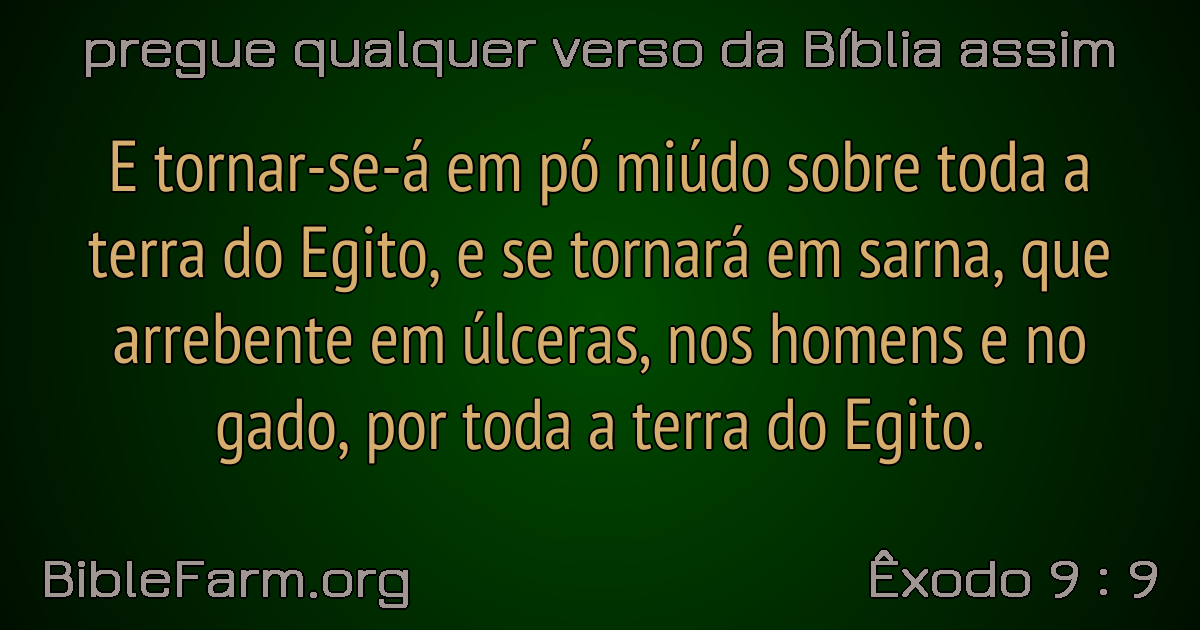 pregue qualquer verso da Bíblia assim
E tornar-se-á em pó miúdo sobre toda a
terra do Egito, e se tornará em sarna, que
arrebente em úlceras, nos homens e no
gado, por toda a terra do Egito.
BibleFarm.org
Êxodo 9 : 9